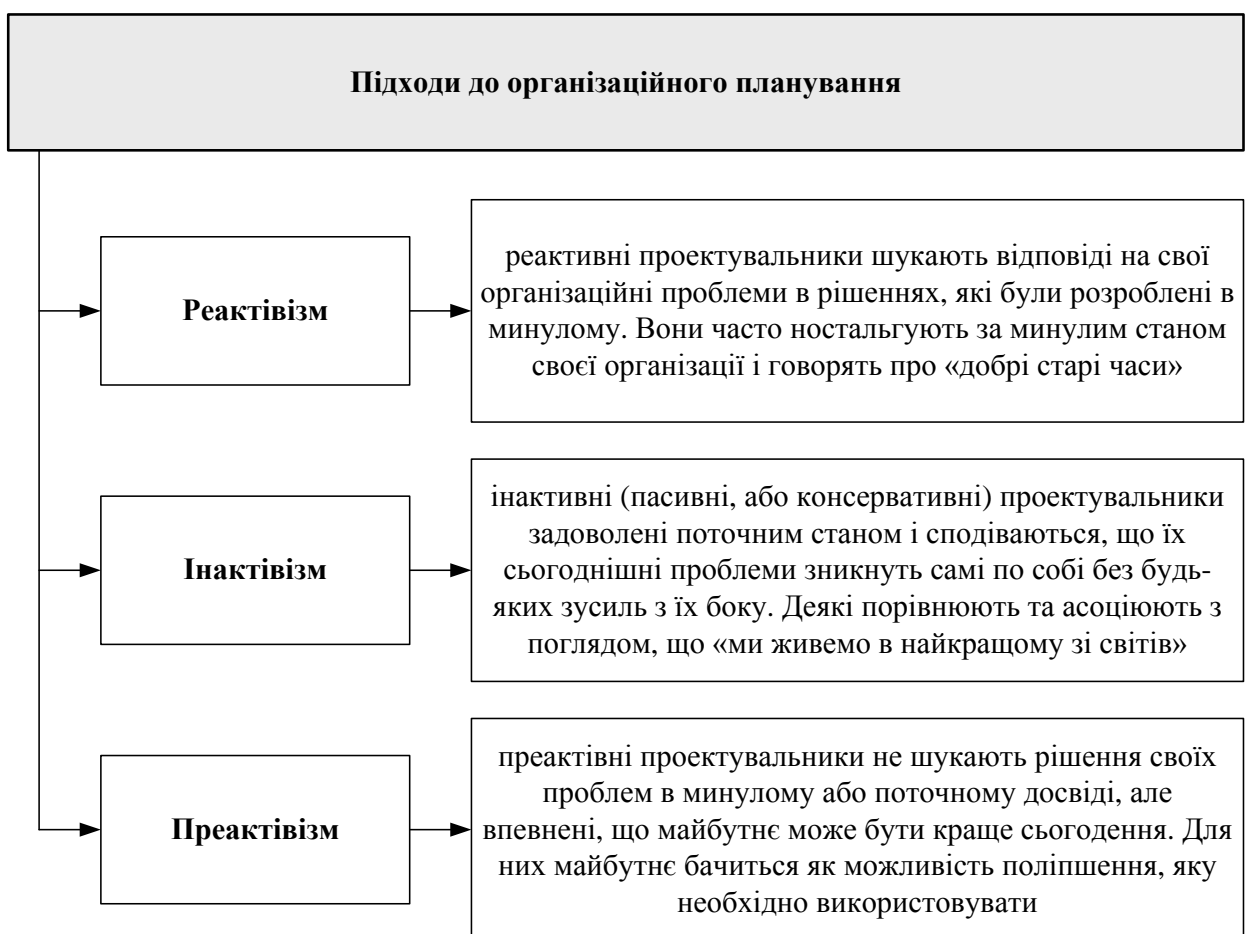 Підходи до організаційного планування
Реактівізм
реактивні проектувальники шукають відповіді на свої
організаційні проблеми в рішеннях, які були розроблені в
минулому. Вони часто ностальгують за минулим станом
своєї організації і говорять про «добрі старі часи»
Інактівізм
інактивні (пасивні, або консервативні) проектувальники
задоволені поточним станом і сподіваються, що їх
сьогоднішні проблеми зникнуть самі по собі без будь-
яких зусиль з їх боку. Деякі порівнюють та асоціюють з
поглядом, що «ми живемо в найкращому зі світів»
Преактівізм
преактівні проектувальники не шукають рішення своїх
проблем в минулому або поточному досвіді, але
впевнені, що майбутнє може бути краще сьогодення. Для
них майбутнє бачиться як можливість поліпшення, яку
необхідно використовувати